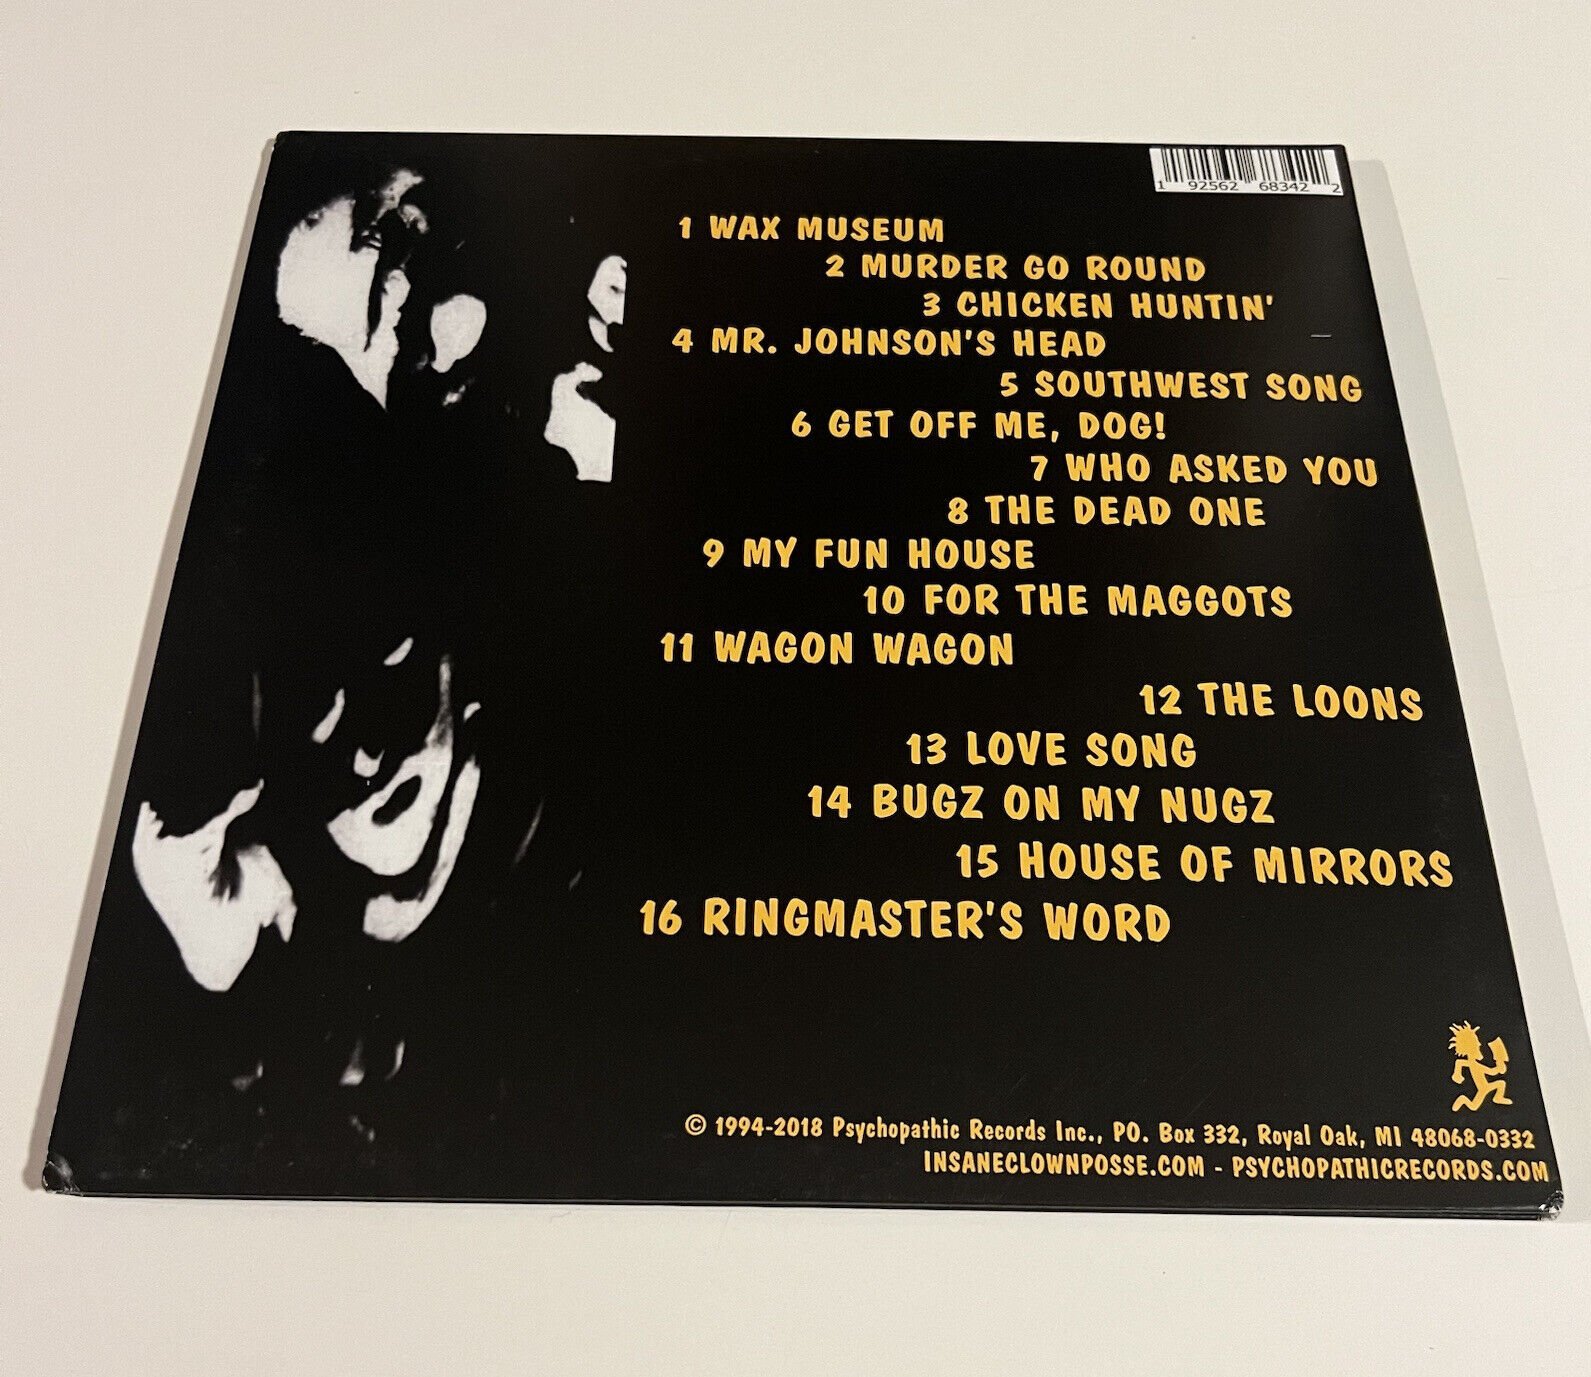 1 92562 68342 2
1 WAX MUSEUM
2 MURDER GO ROUND
3 CHICKEN HUNTIN'
4 MR. JOHNSON'S HEAD
5 SOUTHWEST SONG
6 GET OFF ME, DOG!
7 WHO ASKED YOU
8 THE DEAD ONE
9 MY FUN HOUSE
10 FOR THE MAGGOTS
11 WAGON WAGON
12 THE LOONS
13 LOVE SONG
14 BUGZ ON MY NUGZ
15 HOUSE OF MIRRORS
16 RINGMASTER'S WORD
© 1994-2018 Psychopathic Records Inc., PO. Box 332, Royal Oak, MI 48068-0332
INSANECLOWNPOSSE.COM - PSYCHOPATHICRECORDS.COM